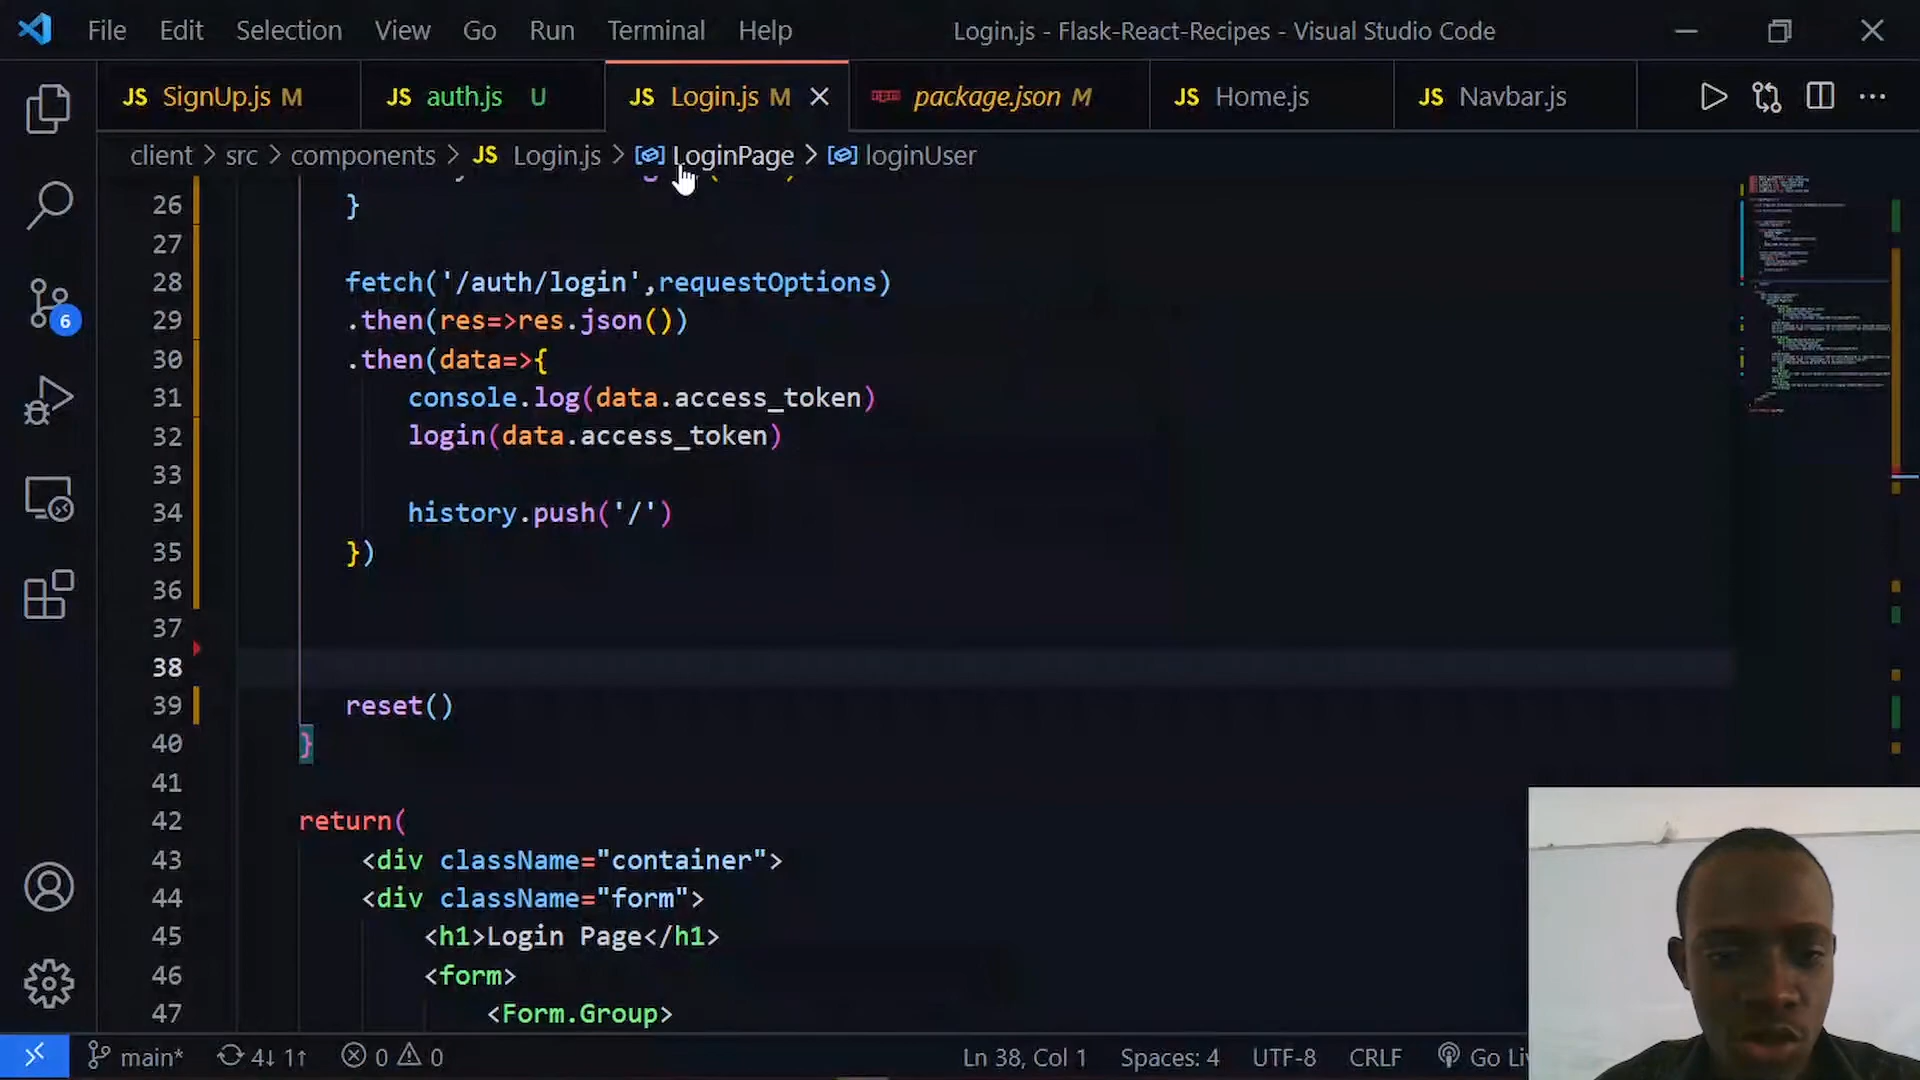 File Edit Selection View Go Run Terminal Help Login.js - Flask-React-Recipes - Visual Studio Code
JS SignUp.js M JS auth.js U JS Login.js M package.json M JS Home.js JS Navbar.js
client > src > components > JS Login.js > LoginPage > loginUser
26 }
27
28 fetch('/auth/login',requestOptions)
29 .then(res=>res.json())
30 .then(data=>{
31 console.log(data.access_token)
32 login(data.access_token)
33
34 history.push('/')
35 })
36
37
38
39 reset()
40 }
41
42 return(
43 <div className="container">
44 <div className="form">
45 <h1>Login Page</h1>
46 <form>
47 <Form.Group>
6
main* 4↓ 1↑ 0 0 Ln 38, Col 1 Spaces: 4 UTF-8 CRLF Go